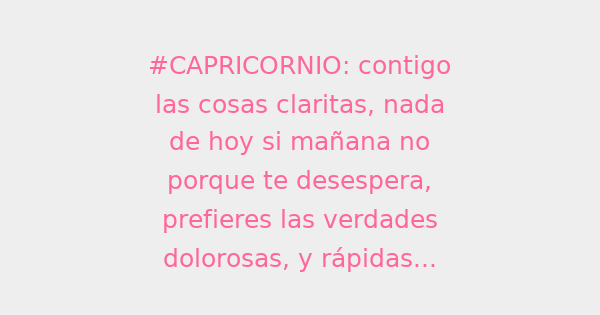 #CAPRICORNIO: contigo
las cosas claritas, nada
de hoy si mañana no
porque te desespera,
prefieres las verdades
dolorosas, y rápidas...